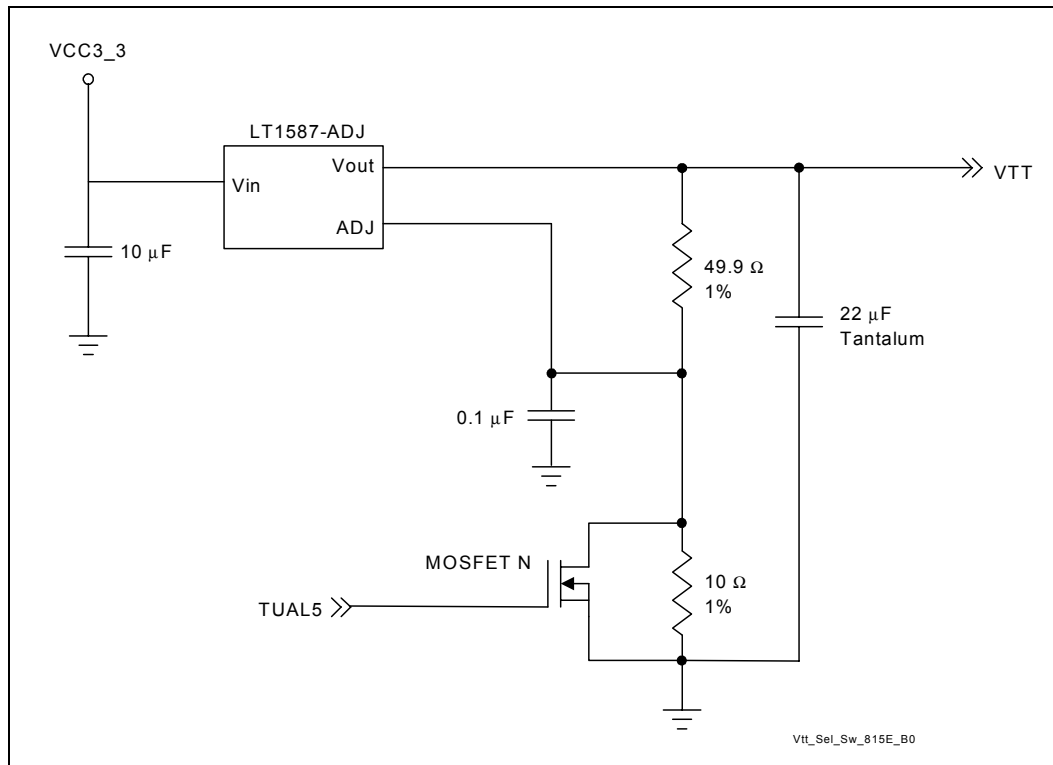 VCC3_3
LT1587-ADJ
Vin
Vout
ADJ
VTT
10 μF
49.9 Ω
1%
22 μF
Tantalum
0.1 μF
MOSFET N
TUAL5
10 Ω
1%
Vtt_Sel_Sw_815E_B0